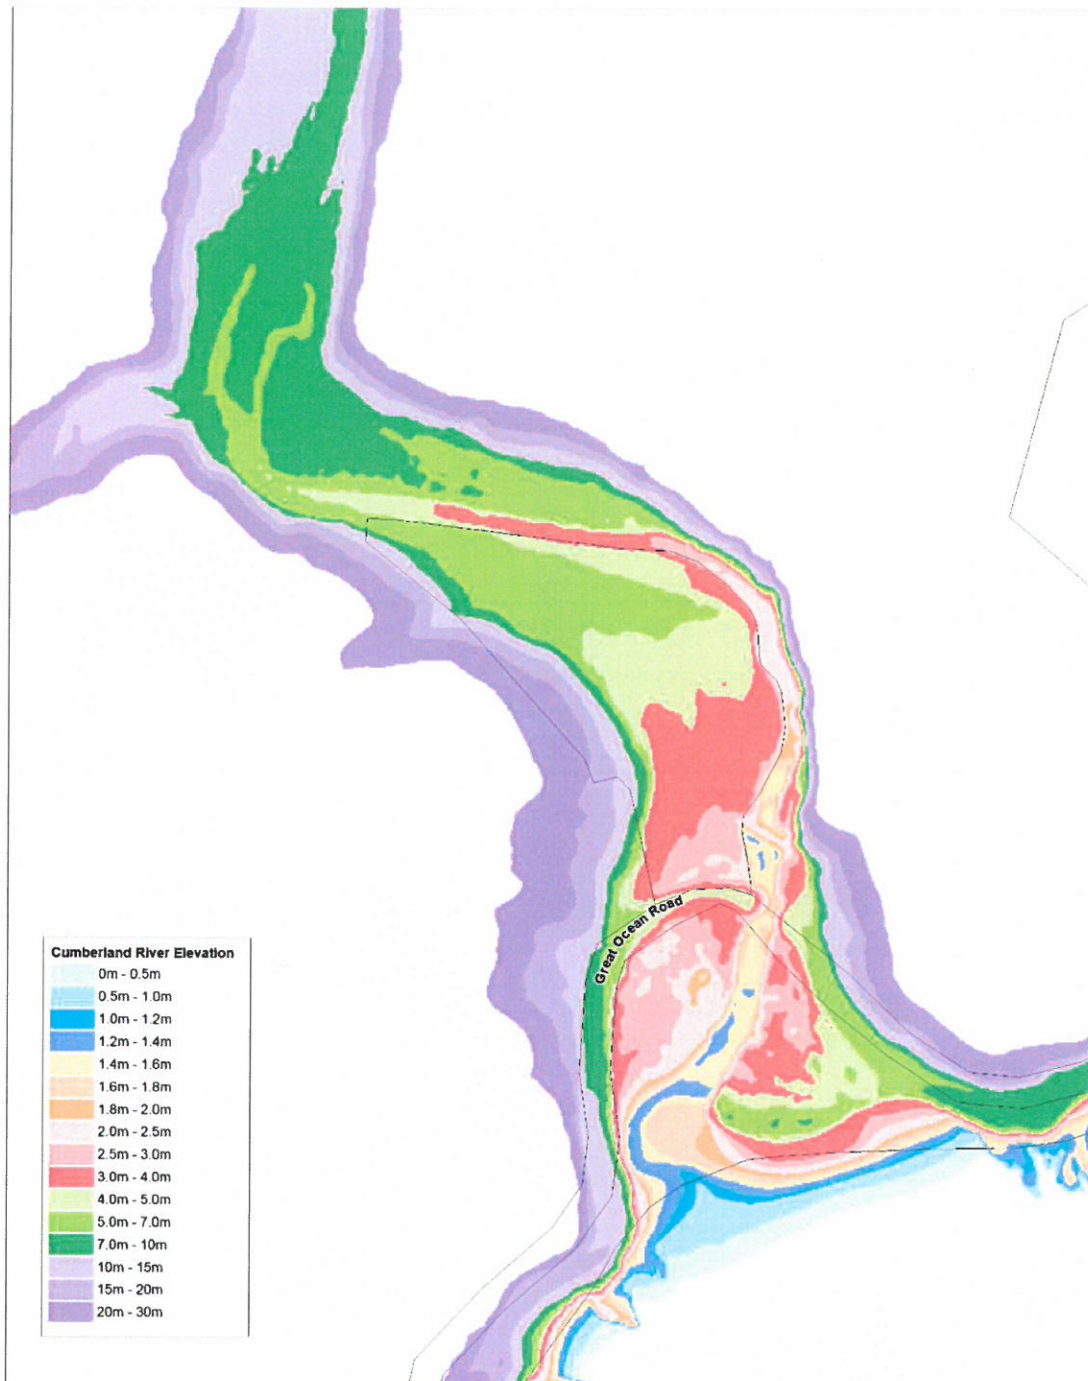 Great Ocean Road
Cumberland River Elevation
0m - 0.5m
0.5m - 1.0m
1.0m - 1.2m
1.2m - 1.4m
1.4m - 1.6m
1.6m - 1.8m
1.8m - 2.0m
2.0m - 2.5m
2.5m - 3.0m
3.0m - 4.0m
4.0m - 5.0m
5.0m - 7.0m
7.0m - 10m
10m - 15m
15m - 20m
20m - 30m